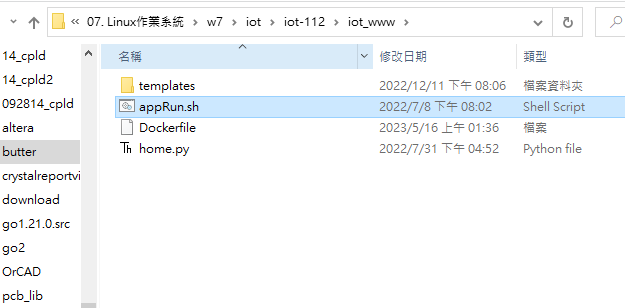 « 07. Linux作業系統 › w7 › iot › iot-112 › iot_www ›
名稱 修改日期 類型
templates 2022/12/11 下午 08:06 檔案資料夾
appRun.sh 2022/7/8 下午 08:02 Shell Script
Dockerfile 2023/5/16 上午 01:36 檔案
home.py 2022/7/31 下午 04:52 Python file
14_cpld
14_cpld2
092814_cpld
altera
butter
crystalreportvi
download
go1.21.0.src
go2
OrCAD
pcb_lib